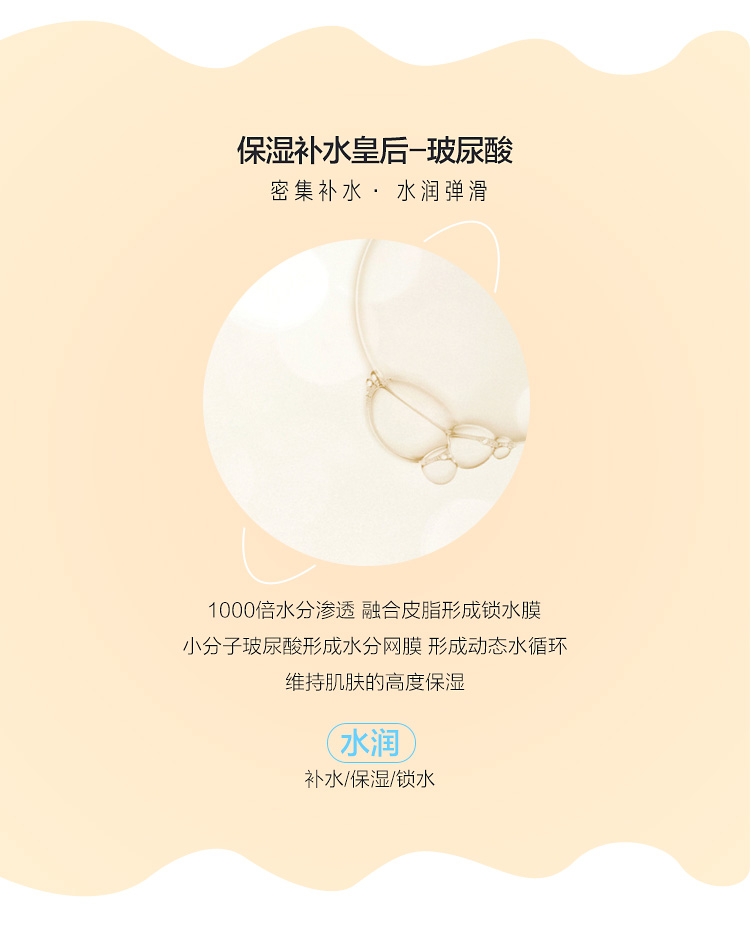 保湿补水皇后–玻尿酸
密集补水· 水润弹滑
1000倍水分渗透 融合皮脂形成锁水膜
小分子玻尿酸形成水分网膜 形成动态水循环
维持肌肤的高度保湿
水润
补水/保湿/锁水